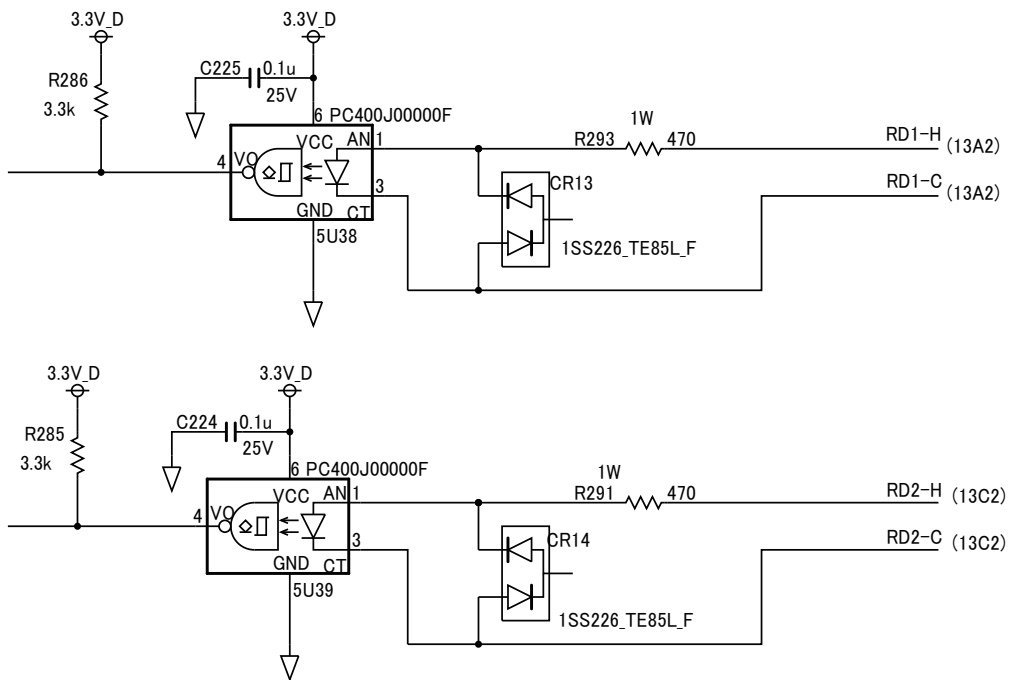 3.3V_D
3.3V_D
C225
0.1u
25V
R286
3.3k
6 PC400J00000F
1W
R293
470
RD1-H
(13A2)
VCC
AN
1
4
VO
3
RD1-C
(13A2)
CR13
GND
CT
5U38
1SS226_TE85L_F
3.3V_D
3.3V_D
C224
0.1u
25V
R285
3.3k
6 PC400J00000F
1W
R291
470
RD2-H
(13C2)
VCC
AN
1
4
VO
3
RD2-C
(13C2)
CR14
GND
CT
5U39
1SS226_TE85L_F